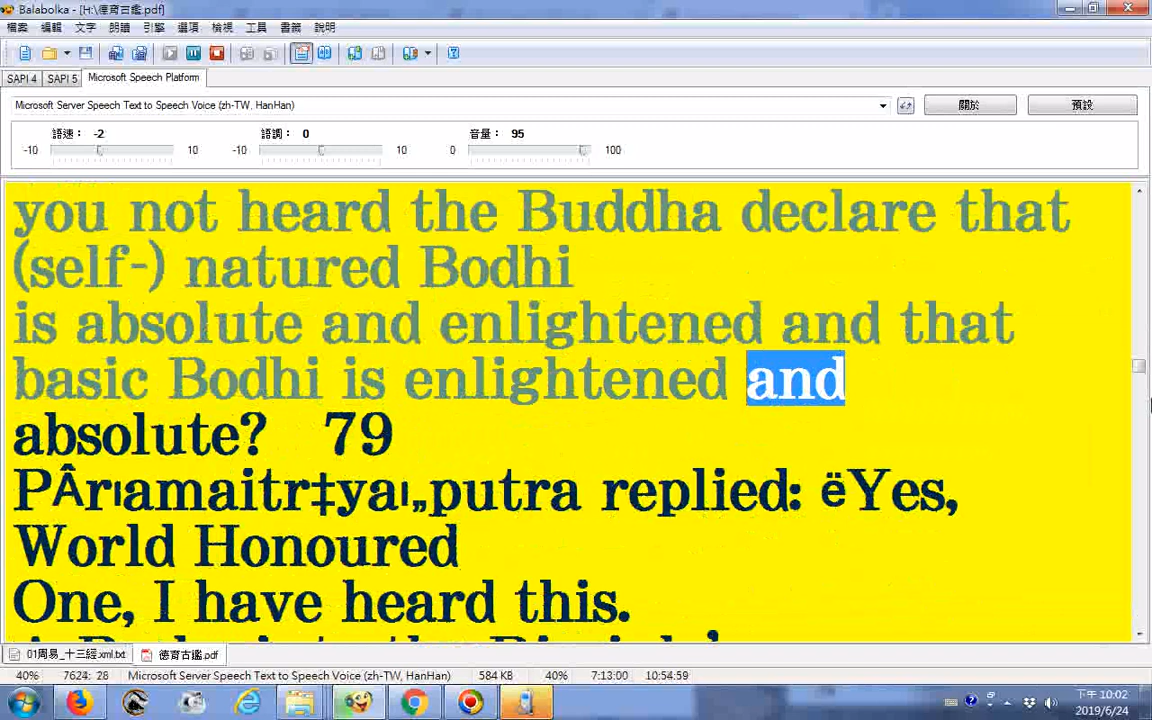 Balabolka - [H:\德育古鑑.pdf]
檔案 編輯 文字 朗讀 引擎 選項 檢視 工具 書籤 說明
SAPI 4 SAPI 5 Microsoft Speech Platform
Microsoft Server Speech Text to Speech Voice (zh-TW, HanHan)
關於 預設
語速： -2 語調： 0 音量： 95
-10 10 -10 10 0 100
you not heard the Buddha declare that
(self-) natured Bodhi
is absolute and enlightened and that
basic Bodhi is enlightened and
absolute? 79
PÂrıamaitr‡yaı„putra replied: ëYes,
World Honoured
One, I have heard this.
01周易_十三經.xml.txt 德育古鑑.pdf
40% 7624: 28 Microsoft Server Speech Text to Speech Voice (zh-TW, HanHan) 584 KB 40% 7:13:00 10:54:59
下午 10:02
2019/6/24